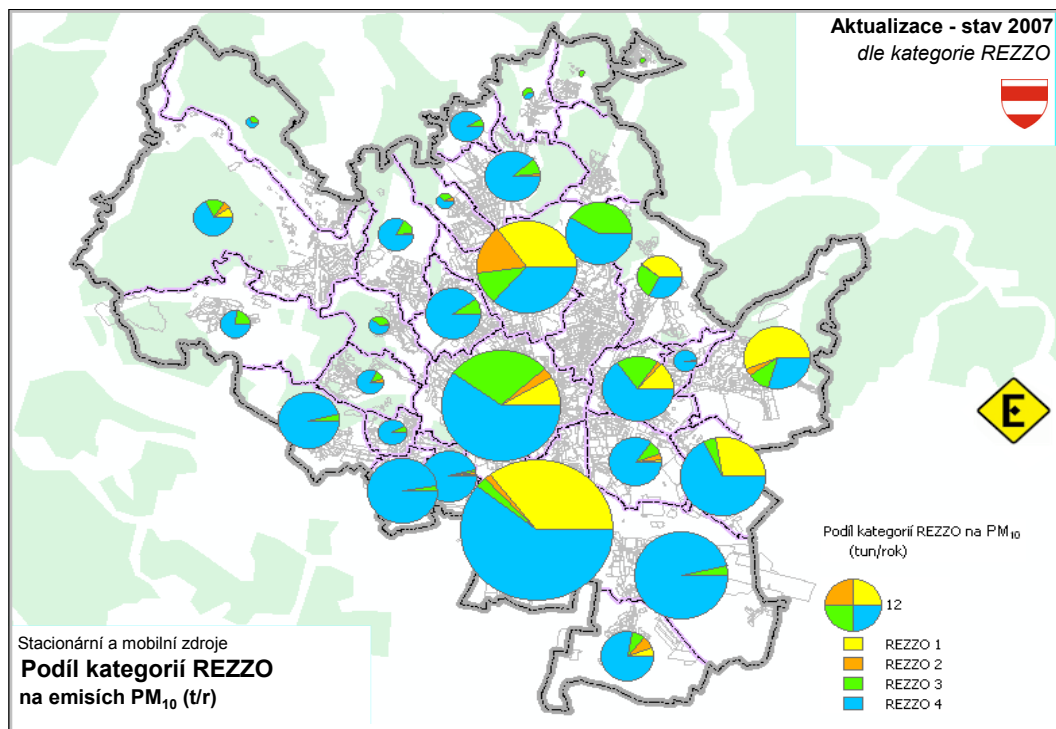 Aktualizace - stav 2007
dle kategorie REZZO
E
Podíl kategorií REZZO na PM₁₀
(tun/rok)
12
REZZO 1
REZZO 2
REZZO 3
REZZO 4
Stacionární a mobilní zdroje
Podíl kategorií REZZO
na emisích PM₁₀ (t/r)